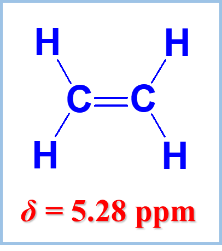 H H
C=C
H H
δ = 5.28 ppm